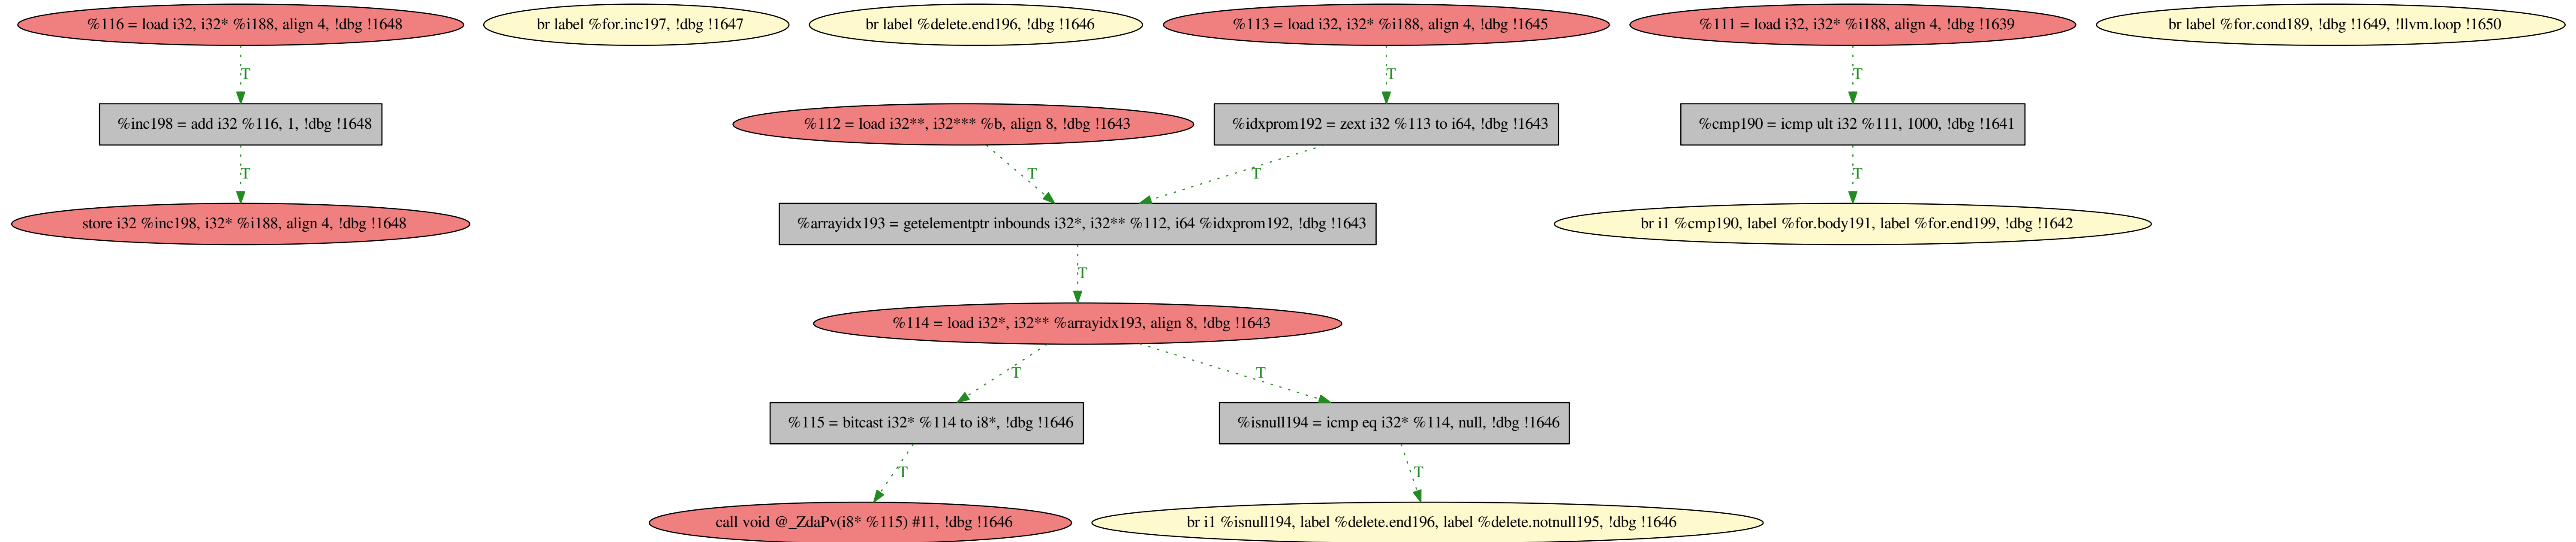 %116 = load i32, i32* %i188, align 4, !dbg !1648
br label %for.inc197, !dbg !1647
br label %delete.end196, !dbg !1646
%113 = load i32, i32* %i188, align 4, !dbg !1645
%111 = load i32, i32* %i188, align 4, !dbg !1639
br label %for.cond189, !dbg !1649, !llvm.loop !1650
T
T
T
%inc198 = add i32 %116, 1, !dbg !1648
%112 = load i32**, i32*** %b, align 8, !dbg !1643
%idxprom192 = zext i32 %113 to i64, !dbg !1643
%cmp190 = icmp ult i32 %111, 1000, !dbg !1641
T
T
T
T
store i32 %inc198, i32* %i188, align 4, !dbg !1648
%arrayidx193 = getelementptr inbounds i32*, i32** %112, i64 %idxprom192, !dbg !1643
br i1 %cmp190, label %for.body191, label %for.end199, !dbg !1642
T
%114 = load i32*, i32** %arrayidx193, align 8, !dbg !1643
T
T
%115 = bitcast i32* %114 to i8*, !dbg !1646
%isnull194 = icmp eq i32* %114, null, !dbg !1646
T
T
call void @_ZdaPv(i8* %115) #11, !dbg !1646
br i1 %isnull194, label %delete.end196, label %delete.notnull195, !dbg !1646